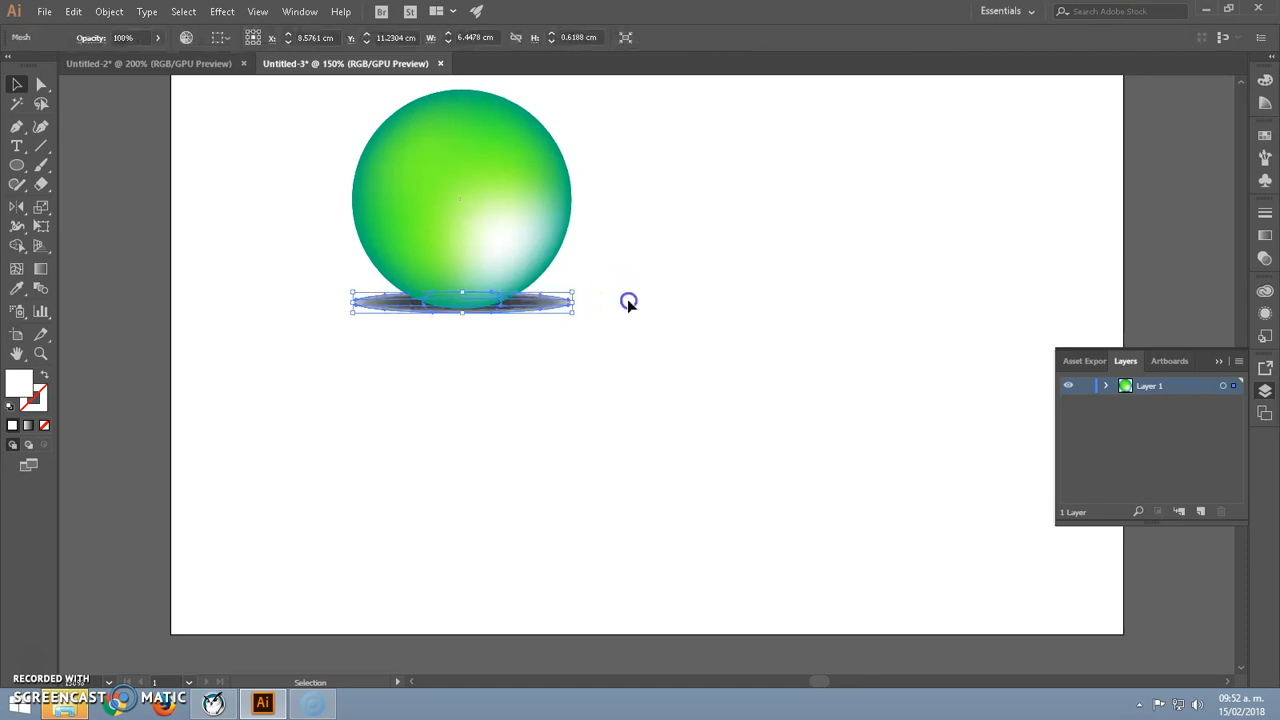 Ai File Edit Object Type Select Effect View Window Help Br St Essentials Search Adobe Stock
Mesh Opacity: 100% X: 8.5761 cm Y: 11.2304 cm W: 6.4478 cm H: 0.6188 cm
Untitled-2* @ 200% (RGB/GPU Preview) × Untitled-3* @ 150% (RGB/GPU Preview) ×
Asset Expor Layers Artboards
Layer 1
1 Layer
1 Selection
RECORDED WITH
SCREENCAST MATIC
Ai
09:52 a. m.
15/02/2018